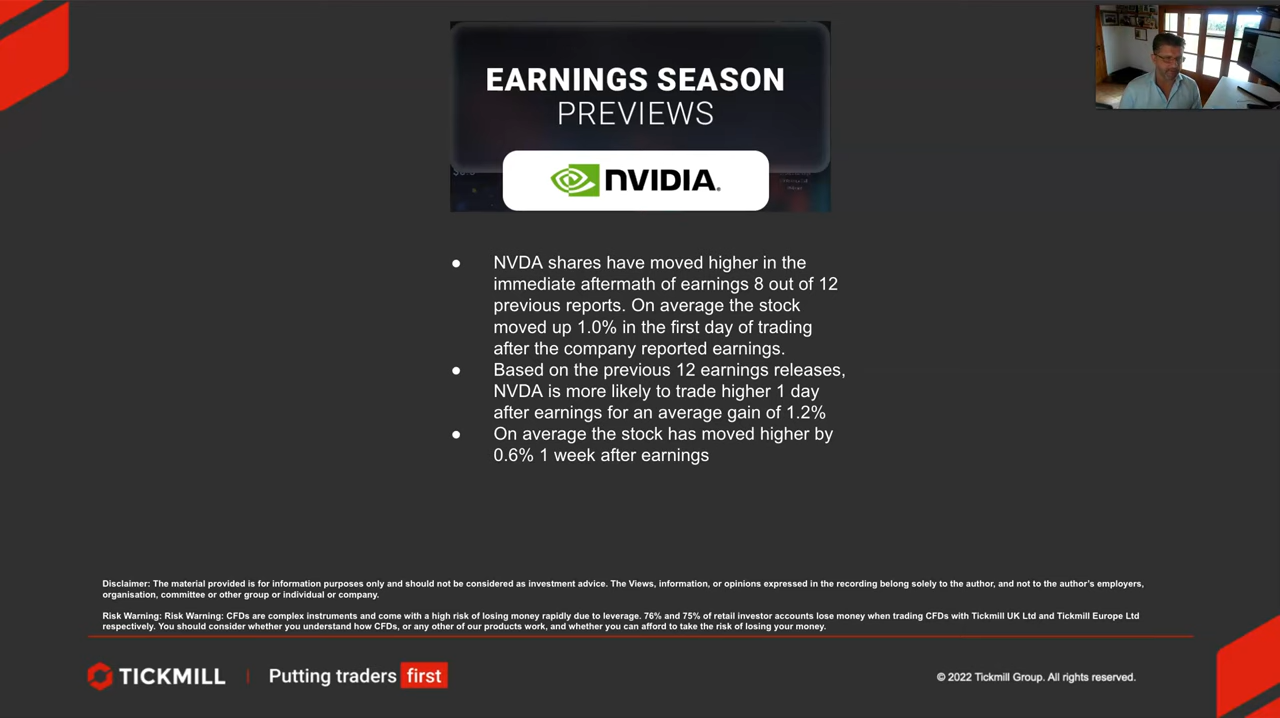 EARNINGS SEASON
PREVIEWS
NVIDIA.
● NVDA shares have moved higher in the
immediate aftermath of earnings 8 out of 12
previous reports. On average the stock
moved up 1.0% in the first day of trading
after the company reported earnings.
● Based on the previous 12 earnings releases,
NVDA is more likely to trade higher 1 day
after earnings for an average gain of 1.2%
● On average the stock has moved higher by
0.6% 1 week after earnings
Disclaimer: The material provided is for information purposes only and should not be considered as investment advice. The Views, information, or opinions expressed in the recording belong solely to the author, and not to the author's employers,
organisation, committee or other group or individual or company.
Risk Warning: Risk Warning: CFDs are complex instruments and come with a high risk of losing money rapidly due to leverage. 76% and 75% of retail investor accounts lose money when trading CFDs with Tickmill UK Ltd and Tickmill Europe Ltd
respectively. You should consider whether you understand how CFDs, or any other of our products work, and whether you can afford to take the risk of losing your money.
TICKMILL | Putting traders first
© 2022 Tickmill Group. All rights reserved.